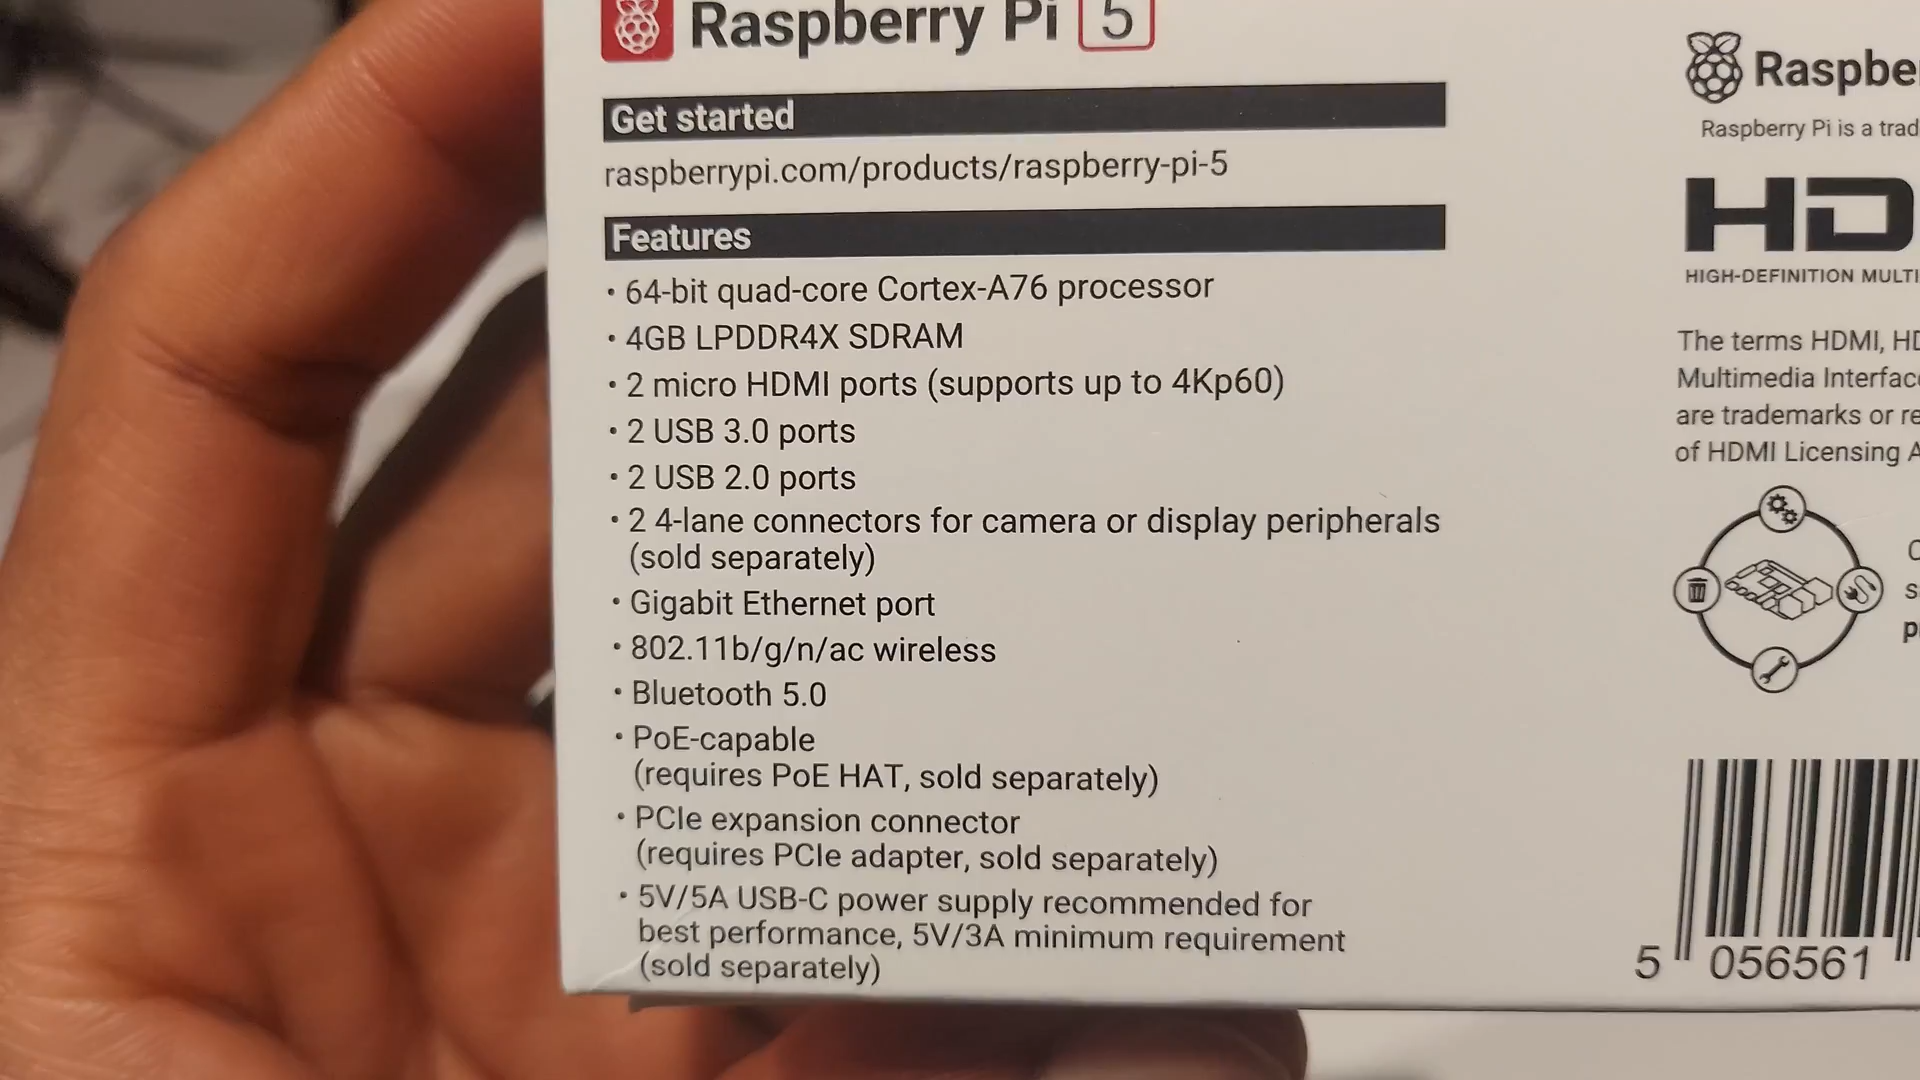 Raspberry Pi 5
Get started
raspberrypi.com/products/raspberry-pi-5
Features
• 64-bit quad-core Cortex-A76 processor
• 4GB LPDDR4X SDRAM
• 2 micro HDMI ports (supports up to 4Kp60)
• 2 USB 3.0 ports
• 2 USB 2.0 ports
• 2 4-lane connectors for camera or display peripherals
(sold separately)
• Gigabit Ethernet port
• 802.11b/g/n/ac wireless
• Bluetooth 5.0
• PoE-capable
(requires PoE HAT, sold separately)
• PCIe expansion connector
(requires PCIe adapter, sold separately)
• 5V/5A USB-C power supply recommended for
best performance, 5V/3A minimum requirement
(sold separately)
Raspbe
Raspberry Pi is a trad
HD
HIGH-DEFINITION MULTI
The terms HDMI, HD
Multimedia Interfac
are trademarks or re
of HDMI Licensing A
5 056561